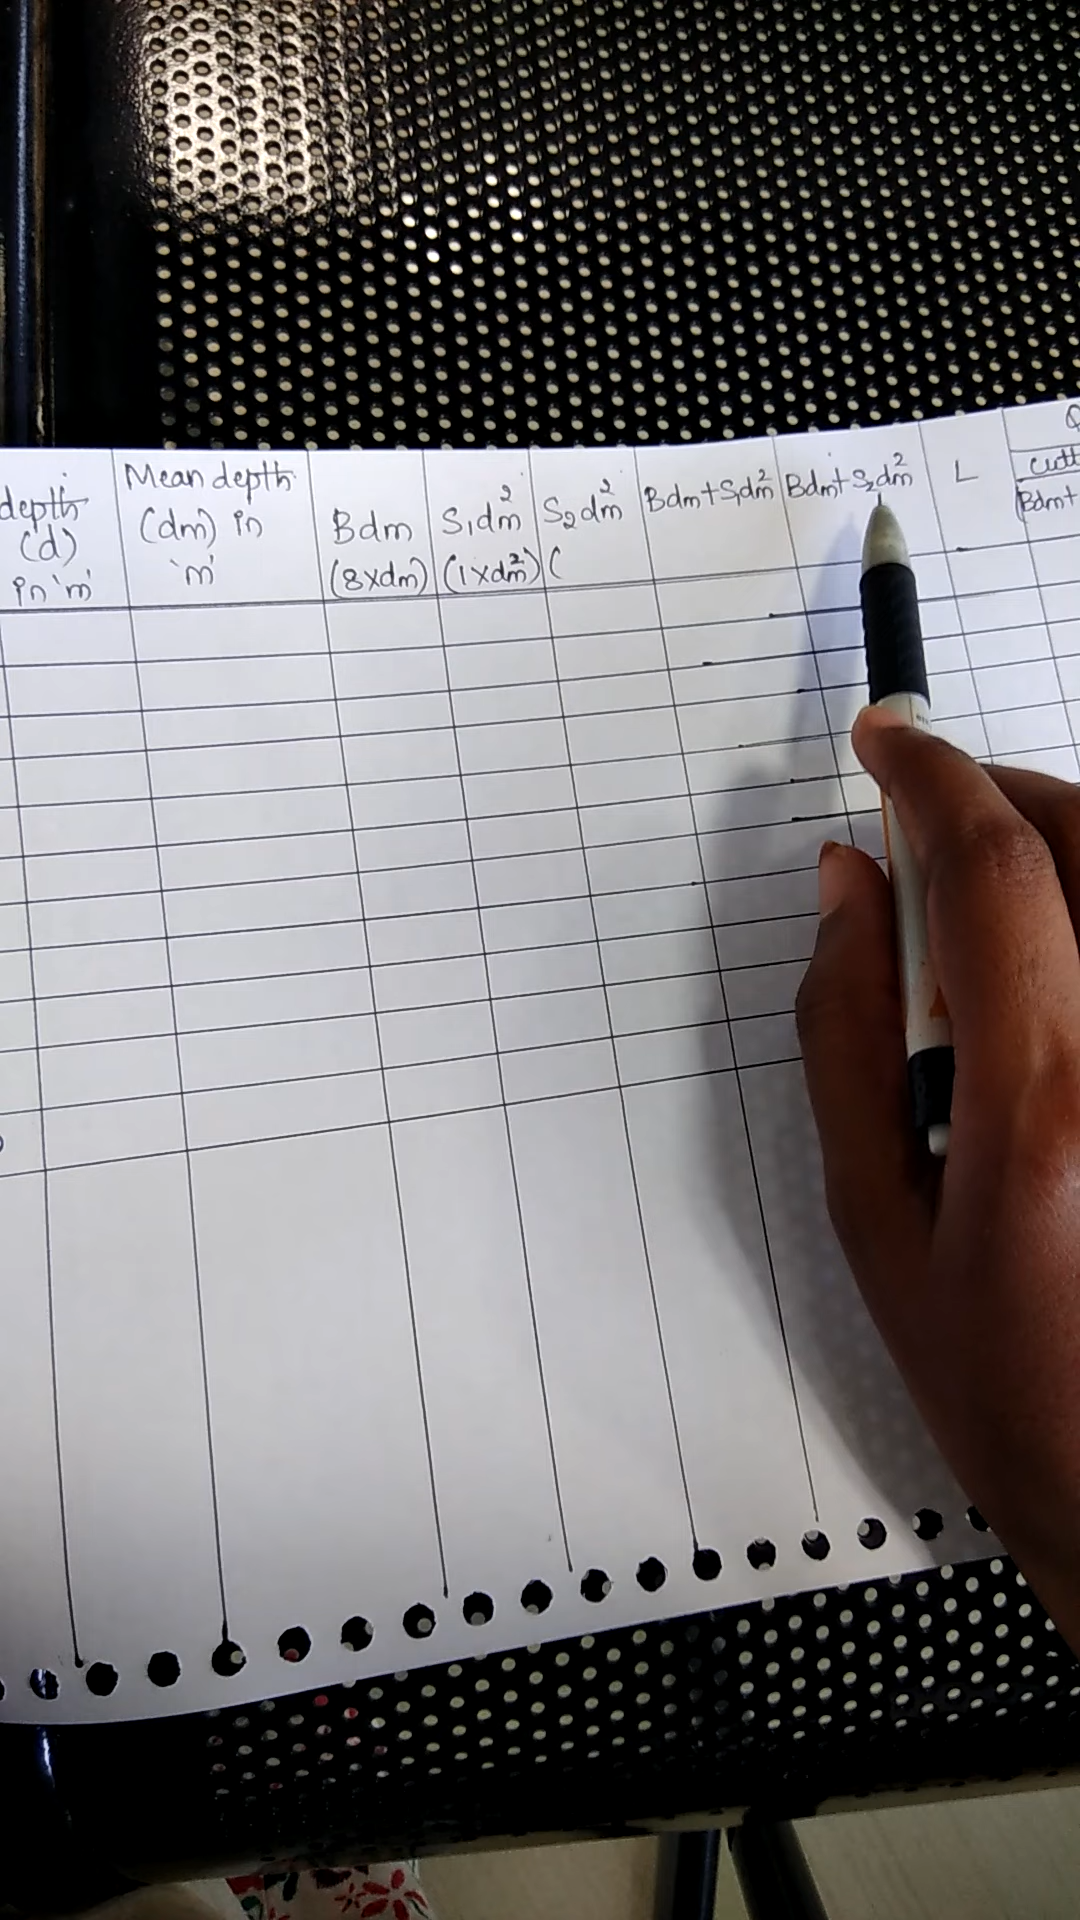 depth
(d)
in 'm'
Mean depth
(dm) in
'm'
Bdm
(8xdm)
S₁dm²
(1xdm²)
S₂dm²
(
Bdm+S₁dm²
Bdm+S₂dm²
L
Q
cutt
(Bdm+